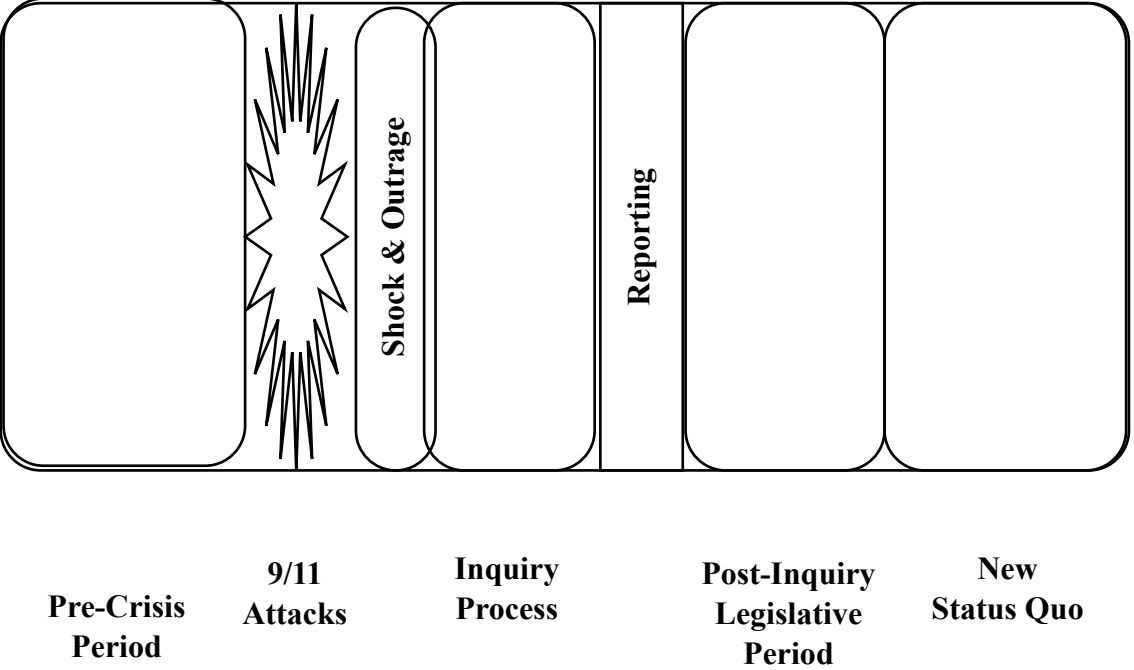 Shock & Outrage
Reporting
Pre-Crisis
Period
9/11
Attacks
Inquiry
Process
Post-Inquiry
Legislative
Period
New
Status Quo